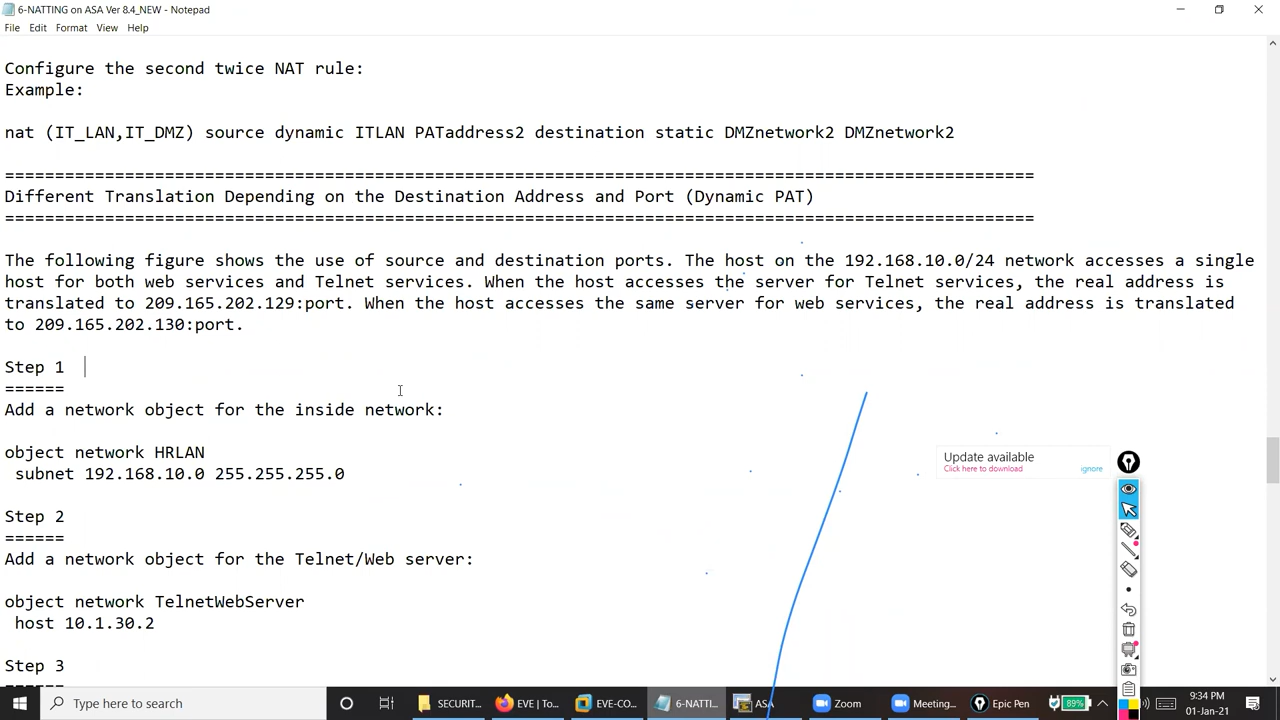 6-NATTING on ASA Ver 8.4_NEW - Notepad
File Edit Format View Help
Configure the second twice NAT rule:
Example:
nat (IT_LAN,IT_DMZ) source dynamic ITLAN PATaddress2 destination static DMZnetwork2 DMZnetwork2
=======================================================================================================
Different Translation Depending on the Destination Address and Port (Dynamic PAT)
=======================================================================================================
The following figure shows the use of source and destination ports. The host on the 192.168.10.0/24 network accesses a single
host for both web services and Telnet services. When the host accesses the server for Telnet services, the real address is
translated to 209.165.202.129:port. When the host accesses the same server for web services, the real address is translated
to 209.165.202.130:port.
Step 1
======
Add a network object for the inside network:
object network HRLAN
subnet 192.168.10.0 255.255.255.0
Update available
Click here to download ignore
Step 2
======
Add a network object for the Telnet/Web server:
object network TelnetWebServer
host 10.1.30.2
Step 3
======
Type here to search
SECURIT...
EVE | To...
EVE-CO...
6-NATTI...
ASA
Zoom
Meeting...
Epic Pen
89%
9:34 PM
01-Jan-21